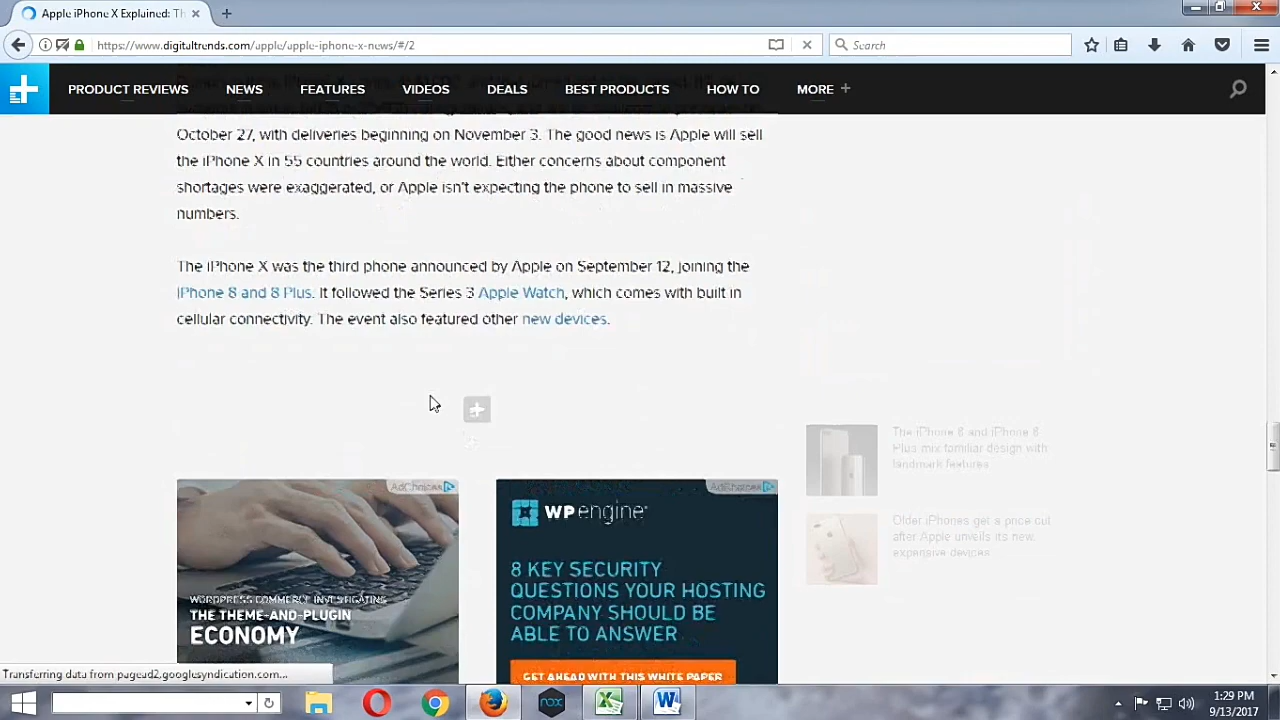 Apple iPhone X Explained: Th
https://www.digitaltrends.com/apple/apple-iphone-x-news/#/2
Search
PRODUCT REVIEWS
NEWS
FEATURES
VIDEOS
DEALS
BEST PRODUCTS
HOW TO
MORE
October 27, with deliveries beginning on November 3. The good news is Apple will sell
the iPhone X in 55 countries around the world. Either concerns about component
shortages were exaggerated, or Apple isn't expecting the phone to sell in massive
numbers.
The iPhone X was the third phone announced by Apple on September 12, joining the
iPhone 8 and 8 Plus. It followed the Series 3 Apple Watch, which comes with built in
cellular connectivity. The event also featured other new devices.
The iPhone 8 and iPhone 8
Plus mix familiar design with
landmark features
Older iPhones get a price cut
after Apple unveils its new,
expensive devices
AdChoices
WORDPRESS COMMERCE INVESTIGATING
THE THEME-AND-PLUGIN
ECONOMY
AdChoices
WP engine
8 KEY SECURITY
QUESTIONS YOUR HOSTING
COMPANY SHOULD BE
ABLE TO ANSWER
GET AHEAD WITH THIS WHITE PAPER
Transferring data from pagead2.googlesyndication.com...
nox
1:29 PM
9/13/2017